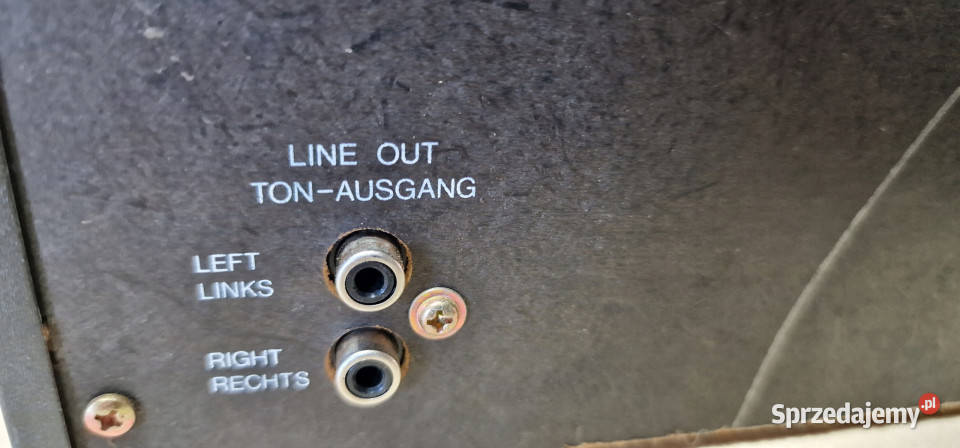 LINE OUT
TON-AUSGANG
LEFT
LINKS
RIGHT
RECHTS
Sprzedajemy.pl